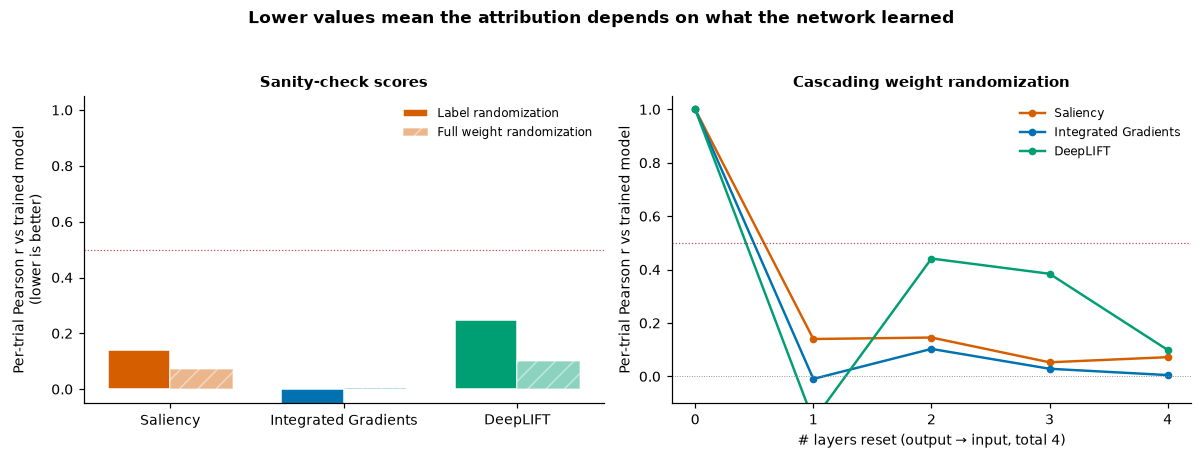 Lower values mean the attribution depends on what the network learned
Sanity-check scores
Per-trial Pearson r vs trained model
(lower is better)
1.0
0.8
0.6
0.4
0.2
0.0
Label randomization
Full weight randomization
Saliency
Integrated Gradients
DeepLIFT
Cascading weight randomization
Per-trial Pearson r vs trained model
1.0
0.8
0.6
0.4
0.2
0.0
Saliency
Integrated Gradients
DeepLIFT
0
1
2
3
4
# layers reset (output → input, total 4)